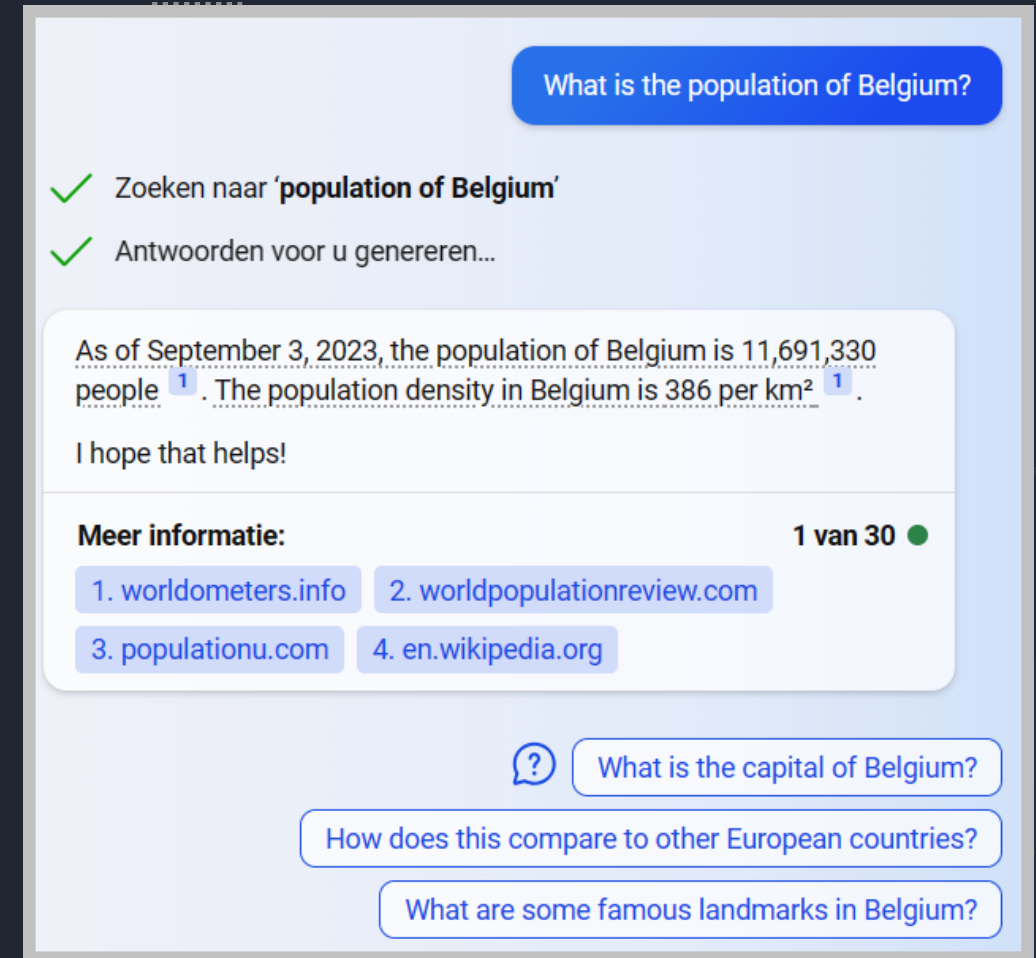 What is the population of Belgium?
Zoeken naar ‘population of Belgium’
Antwoorden voor u genereren...
As of September 3, 2023, the population of Belgium is 11,691,330
people 1 . The population density in Belgium is 386 per km² 1 .
I hope that helps!
Meer informatie: 1 van 30
1. worldometers.info 2. worldpopulationreview.com
3. populationu.com 4. en.wikipedia.org
What is the capital of Belgium?
How does this compare to other European countries?
What are some famous landmarks in Belgium?